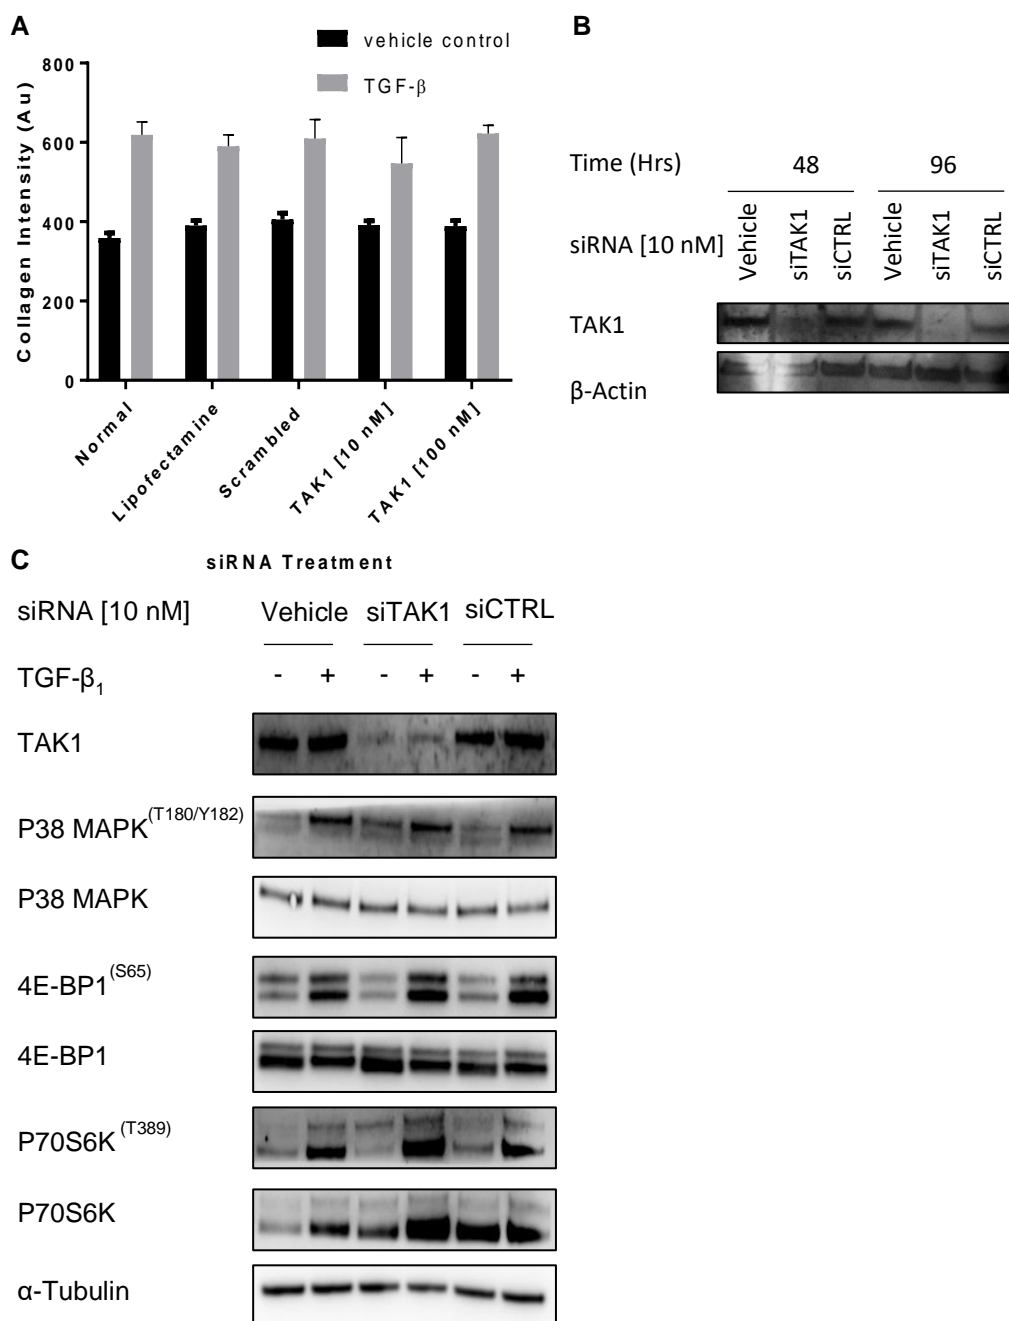 A
vehicle control
TGF-β
Collagen Intensity (Au)
800
600
400
200
0
Normal
Lipofectamine
Scrambled
TAK1 [10 nM]
TAK1 [100 nM]
siRNA Treatment
B
Time (Hrs) 48 96
siRNA [10 nM] Vehicle siTAK1 siCTRL Vehicle siTAK1 siCTRL
TAK1
β-Actin
C
siRNA [10 nM] Vehicle siTAK1 siCTRL
TGF-β₁ - + - + - +
TAK1
P38 MAPK(T180/Y182)
P38 MAPK
4E-BP1(S65)
4E-BP1
P70S6K(T389)
P70S6K
α-Tubulin